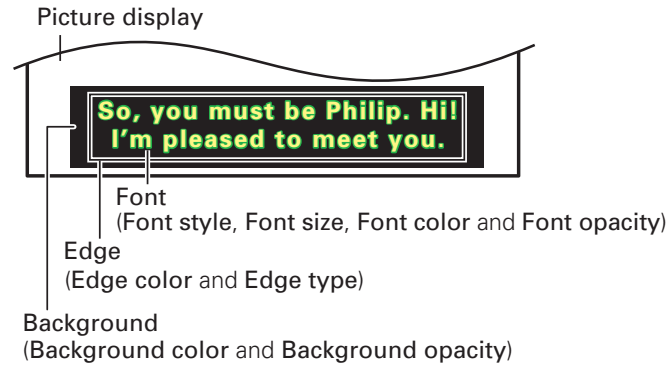 Picture display
So, you must be Philip. Hi!
I'm pleased to meet you.
Font
(Font style, Font size, Font color and Font opacity)
Edge
(Edge color and Edge type)
Background
(Background color and Background opacity)